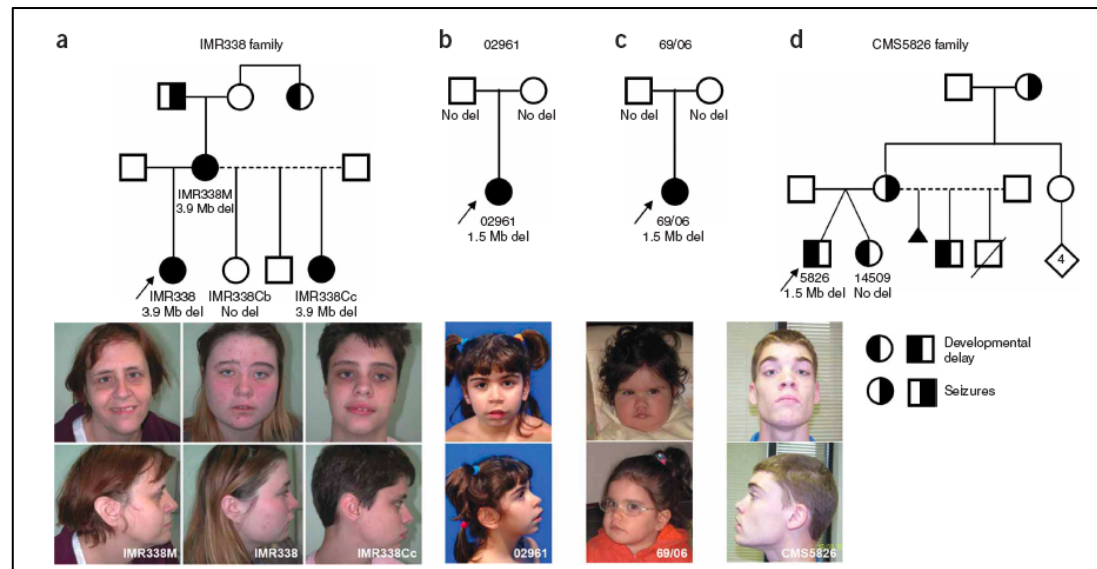 a
IMR338 family
b
02961
c
69/06
d
CMS5826 family
No del
No del
No del
No del
IMR338M
3.9 Mb del
02961
1.5 Mb del
69/06
1.5 Mb del
4
5826
1.5 Mb del
14509
No del
IMR338
3.9 Mb del
IMR338Cb
No del
IMR338Cc
3.9 Mb del
Developmental
delay
Seizures
IMR338M
IMR338
IMR338Cc
02961
69/06
CMS5826